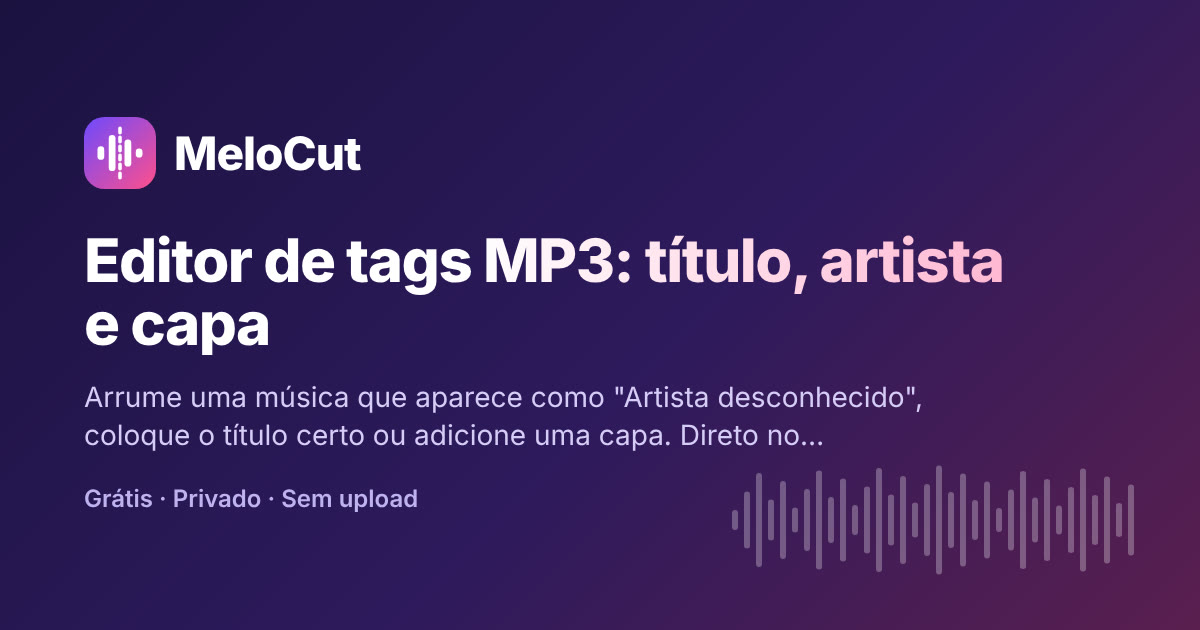 MeloCut
Editor de tags MP3: título, artista
e capa
Arrume uma música que aparece como "Artista desconhecido",
coloque o título certo ou adicione uma capa. Direto no...
Grátis · Privado · Sem upload